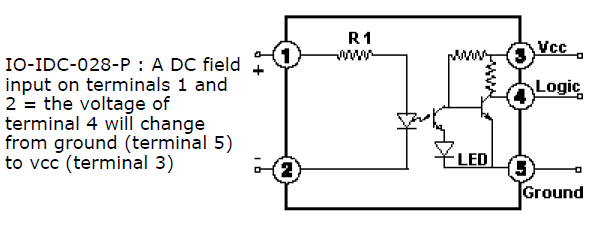 IO-IDC-028-P : A DC field
input on terminals 1 and
2 = the voltage of
terminal 4 will change
from ground (terminal 5)
to vcc (terminal 3)
R1
1
+
-
2
3
Vcc
4
Logic
LED
5
Ground